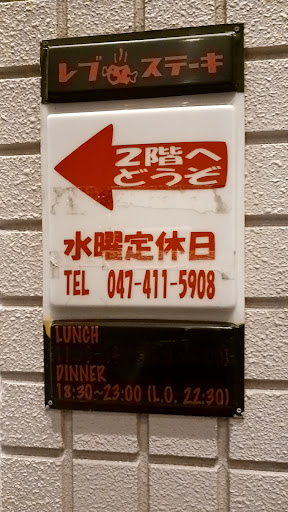 レブ ステーキ
2階へ
どうぞ
水曜定休日
TEL 047-411-5908
LUNCH
DINNER
18:30~23:00 (L.O. 22:30)